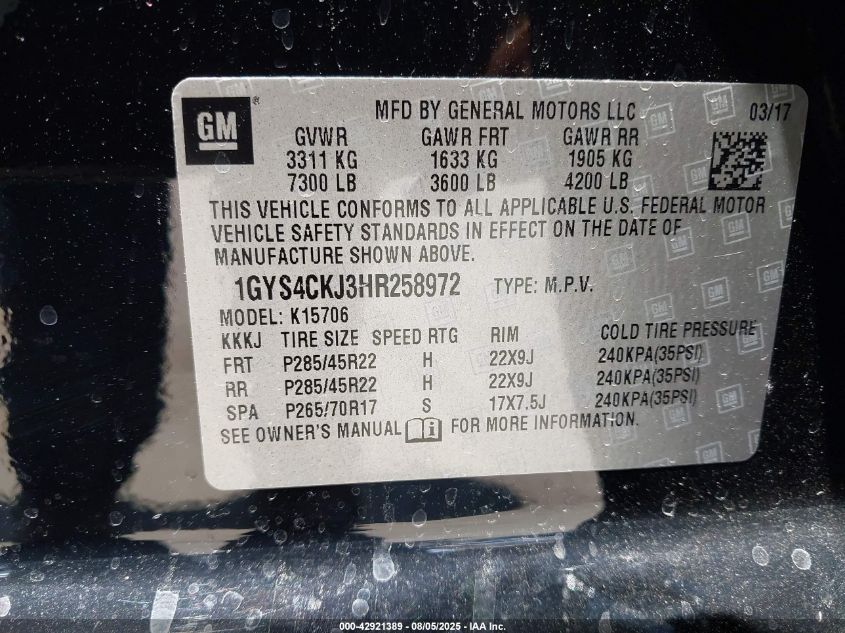 GM ®
MFD BY GENERAL MOTORS LLC 03/17
GVWR GAWR FRT GAWR RR
3311 KG 1633 KG 1905 KG
7300 LB 3600 LB 4200 LB
THIS VEHICLE CONFORMS TO ALL APPLICABLE U.S. FEDERAL MOTOR
VEHICLE SAFETY STANDARDS IN EFFECT ON THE DATE OF
MANUFACTURE SHOWN ABOVE.
1GYS4CKJ3HR258972 TYPE: M.P.V.
MODEL: K15706
KKKJ TIRE SIZE SPEED RTG RIM COLD TIRE PRESSURE
FRT P285/45R22 H 22X9J 240KPA(35PSI)
RR P285/45R22 H 22X9J 240KPA(35PSI)
SPA P265/70R17 S 17X7.5J 240KPA(35PSI)
SEE OWNER'S MANUAL FOR MORE INFORMATION.
000-42921389 - 08/05/2025 - IAA Inc.